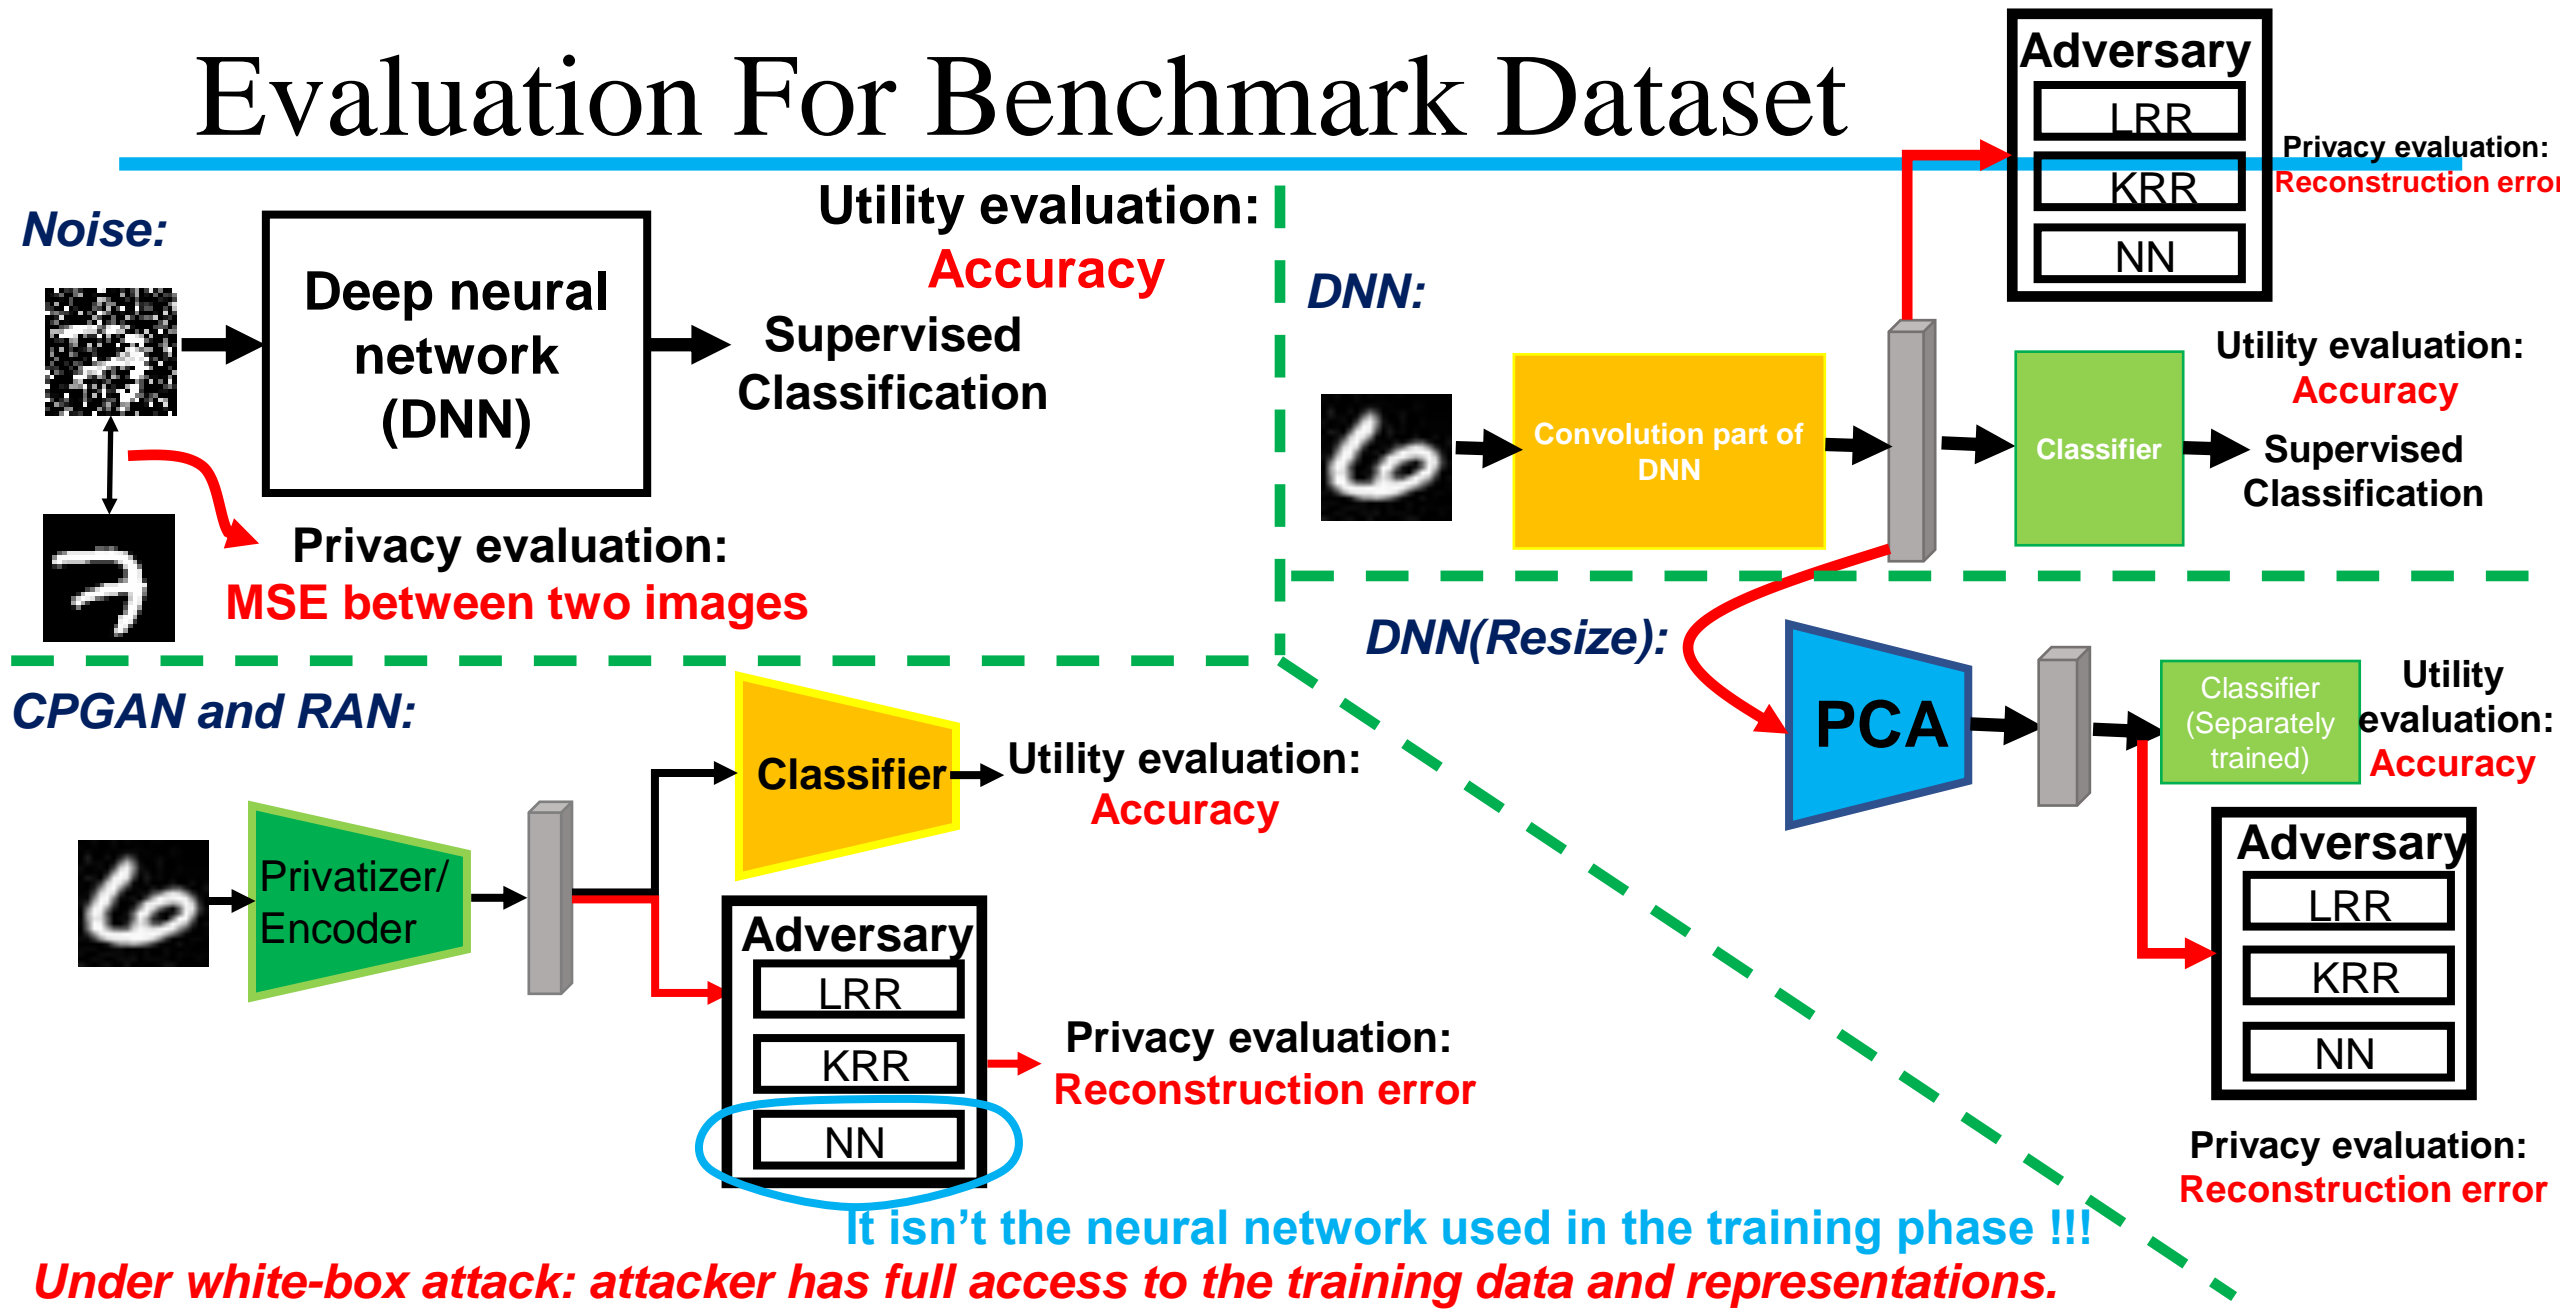 Evaluation For Benchmark Dataset
Noise:
Deep neural
network
(DNN)
Utility evaluation:
Accuracy
Supervised
Classification
Privacy evaluation:
MSE between two images
DNN:
Convolution part of
DNN
Adversary
LRR
KRR
NN
Privacy evaluation:
Reconstruction error
Classifier
Utility evaluation:
Accuracy
Supervised
Classification
DNN(Resize):
PCA
Classifier
(Separately
trained)
Utility
evaluation:
Accuracy
Adversary
LRR
KRR
NN
Privacy evaluation:
Reconstruction error
CPGAN and RAN:
Privatizer/
Encoder
Classifier
Utility evaluation:
Accuracy
Adversary
LRR
KRR
NN
Privacy evaluation:
Reconstruction error
It isn’t the neural network used in the training phase !!!
Under white-box attack: attacker has full access to the training data and representations.